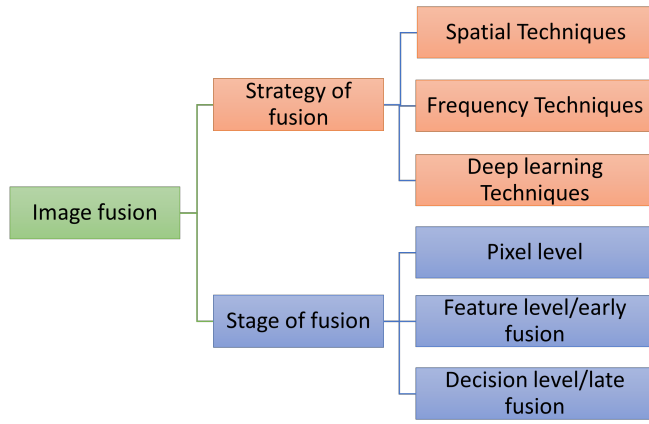 Spatial Techniques
Strategy of
fusion
Frequency Techniques
Deep learning
Techniques
Image fusion
Pixel level
Stage of fusion
Feature level/early
fusion
Decision level/late
fusion